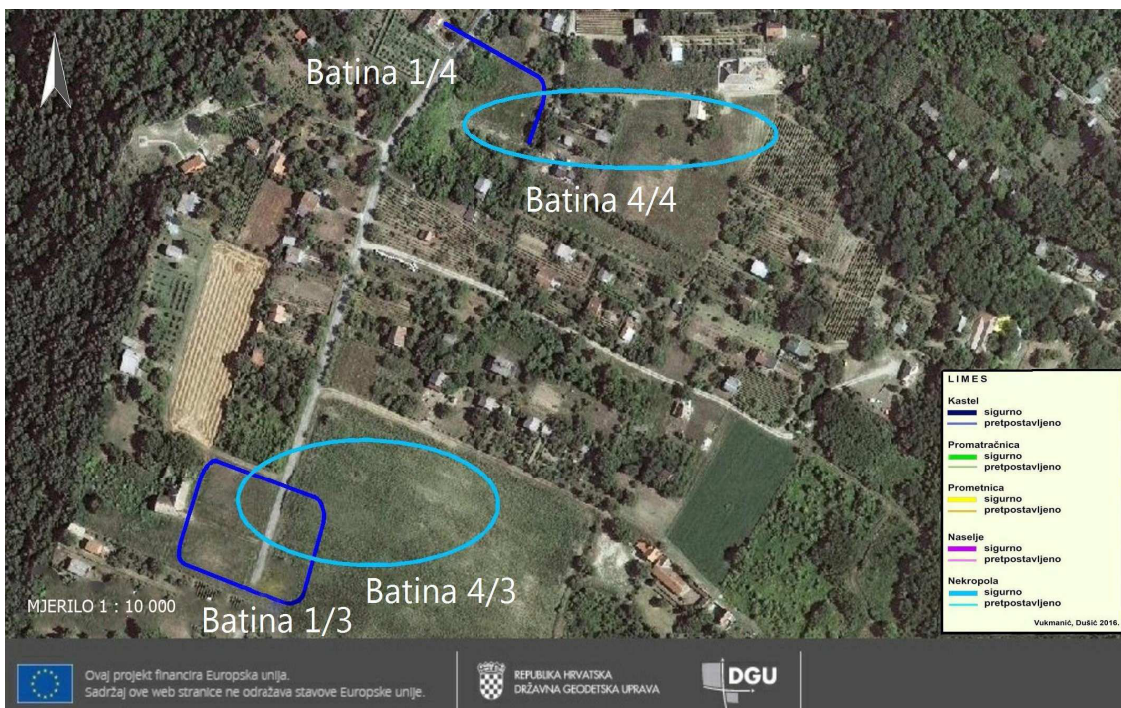 Batina 1/4
Batina 4/4
Batina 4/3
Batina 1/3
MJERILO 1 : 10 000
LIMES
Kastel
sigurno
pretpostavljeno
Promatračnica
sigurno
pretpostavljeno
Prometnica
sigurno
pretpostavljeno
Naselje
sigurno
pretpostavljeno
Nekropola
sigurno
pretpostavljeno
Vukmanić, Dušić 2016.
Ovaj projekt financira Europska unija.
Sadržaj ove web stranice ne odražava stavove Europske unije.
REPUBLIKA HRVATSKA
DRŽAVNA GEODETSKA UPRAVA
DGU